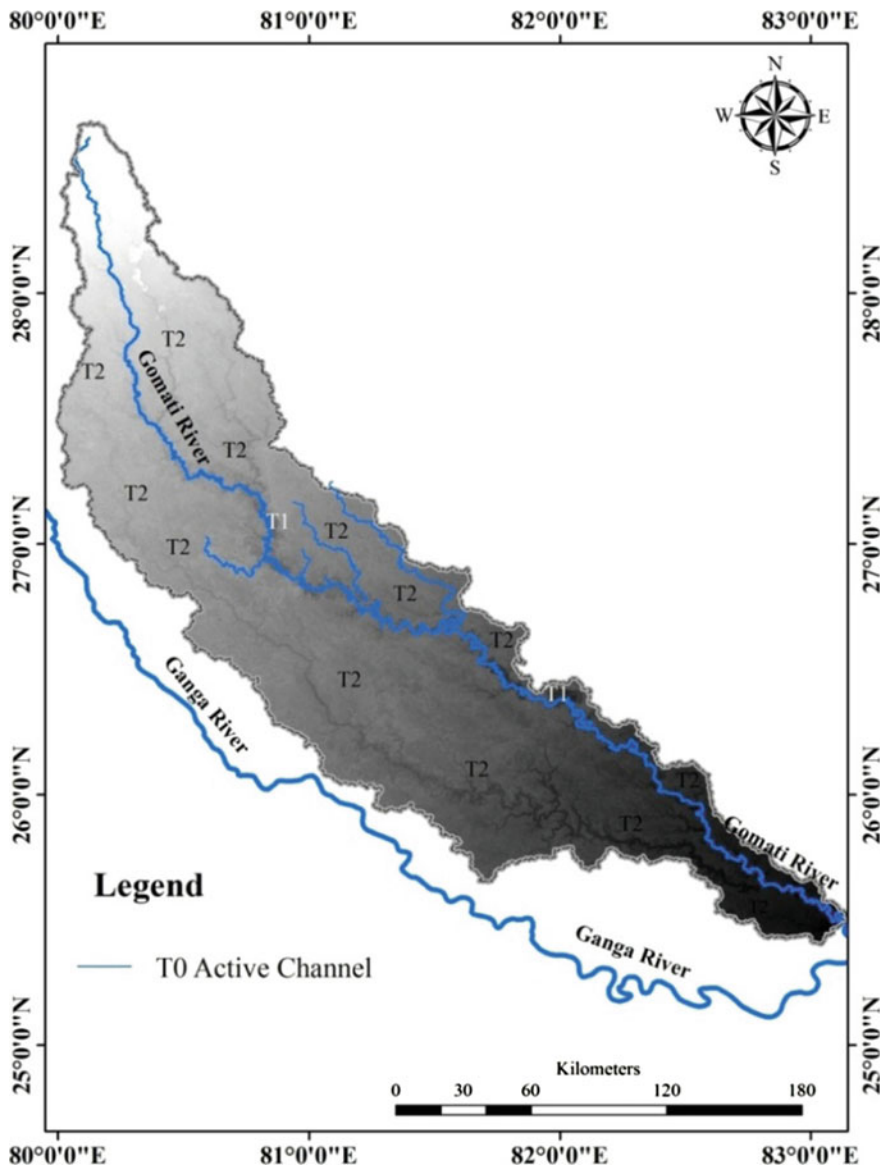 80°0'0"E 81°0'0"E 82°0'0"E 83°0'0"E
N
W E
S
28°0'0"N 28°0'0"N
T2
T2
Gomati River
T2
T2
T1
T2
T2
27°0'0"N 27°0'0"N
T2
T2
T2
Ganga River
T1
T2
T2
26°0'0"N 26°0'0"N
T2
Gomati River
T2
Legend
Ganga River
T0 Active Channel
25°0'0"N 25°0'0"N
Kilometers
0 30 60 120 180
80°0'0"E 81°0'0"E 82°0'0"E 83°0'0"E